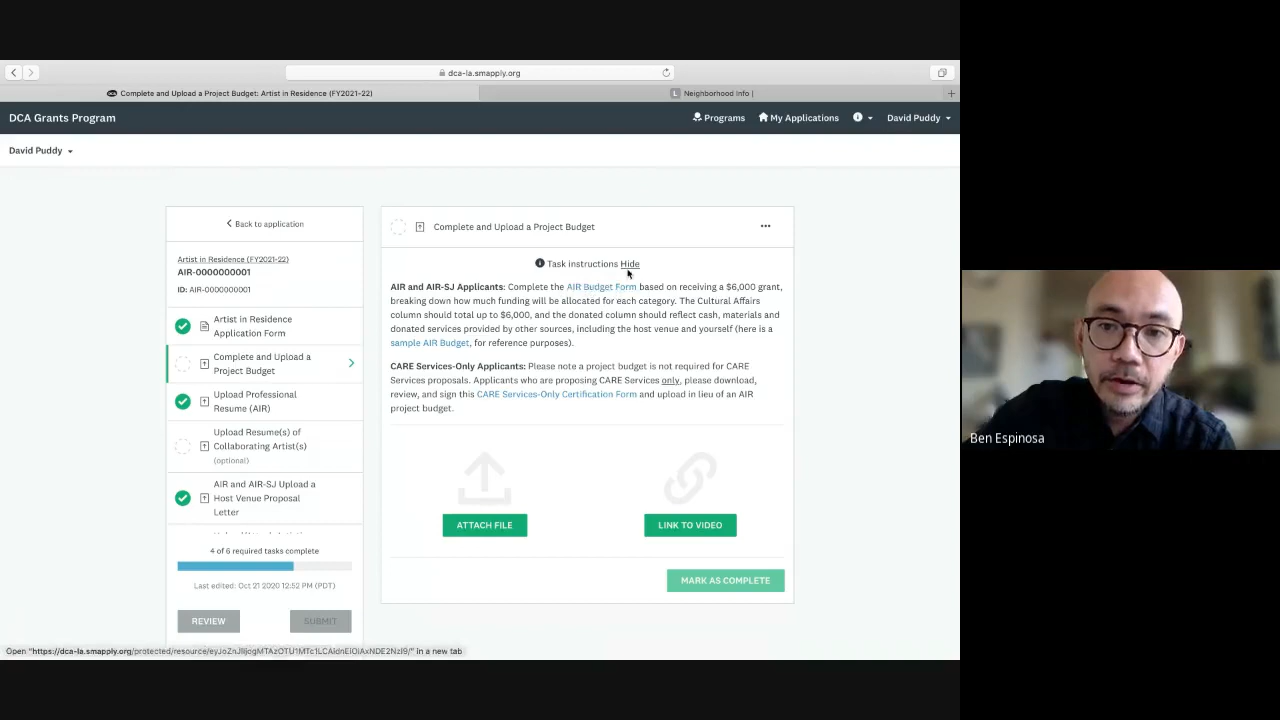 dca-la.smapply.org
Complete and Upload a Project Budget: Artist in Residence (FY2021-22)
L Neighborhood Info |
DCA Grants Program
Programs
My Applications
David Puddy
David Puddy
Back to application
Artist in Residence (FY2021-22)
AIR-0000000001
ID: AIR-0000000001
Artist in Residence
Application Form
Complete and Upload a
Project Budget
Upload Professional
Resume (AIR)
Upload Resume(s) of
Collaborating Artist(s)
(optional)
AIR and AIR-SJ Upload a
Host Venue Proposal
Letter
4 of 6 required tasks complete
Last edited: Oct 21 2020 12:52 PM (PDT)
REVIEW
SUBMIT
Complete and Upload a Project Budget
Task instructions Hide
AIR and AIR-SJ Applicants: Complete the AIR Budget Form based on receiving a $6,000 grant,
breaking down how much funding will be allocated for each category. The Cultural Affairs
column should total up to $6,000, and the donated column should reflect cash, materials and
donated services provided by other sources, including the host venue and yourself (here is a
sample AIR Budget, for reference purposes).
CARE Services-Only Applicants: Please note a project budget is not required for CARE
Services proposals. Applicants who are proposing CARE Services only, please download,
review, and sign this CARE Services-Only Certification Form and upload in lieu of an AIR
project budget.
ATTACH FILE
LINK TO VIDEO
MARK AS COMPLETE
Ben Espinosa